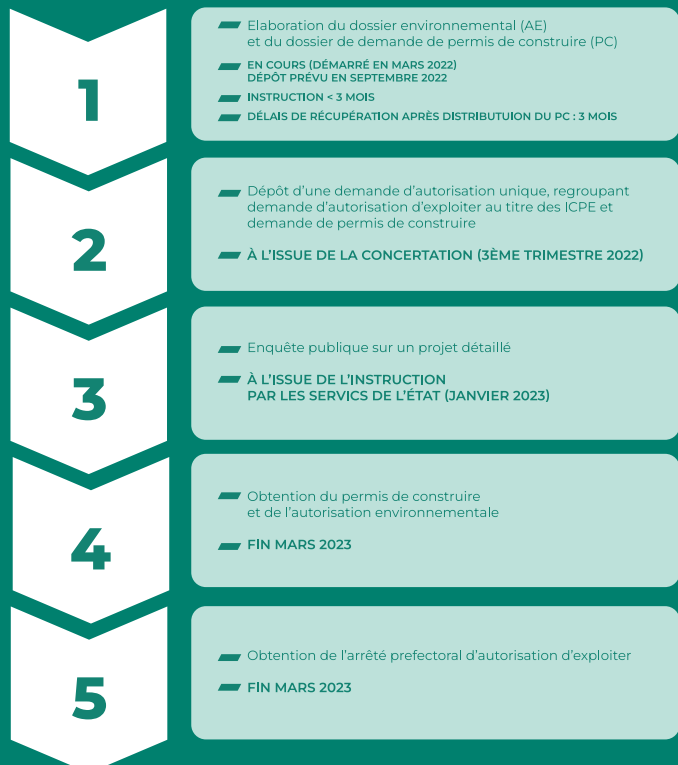 1
Elaboration du dossier environnemental (AE)
et du dossier de demande de permis de construire (PC)
EN COURS (DÉMARRÉ EN MARS 2022)
DÉPÔT PRÉVU EN SEPTEMBRE 2022
INSTRUCTION < 3 MOIS
DÉLAIS DE RÉCUPÉRATION APRÈS DISTRIBUTUION DU PC : 3 MOIS
2
Dépôt d'une demande d'autorisation unique, regroupant
demande d'autorisation d'exploiter au titre des ICPE et
demande de permis de construire
À L'ISSUE DE LA CONCERTATION (3ÈME TRIMESTRE 2022)
3
Enquête publique sur un projet détaillé
À L'ISSUE DE L'INSTRUCTION
PAR LES SERVICS DE L'ÉTAT (JANVIER 2023)
4
Obtention du permis de construire
et de l'autorisation environnementale
FIN MARS 2023
5
Obtention de l'arrêté prefectoral d'autorisation d'exploiter
FIN MARS 2023